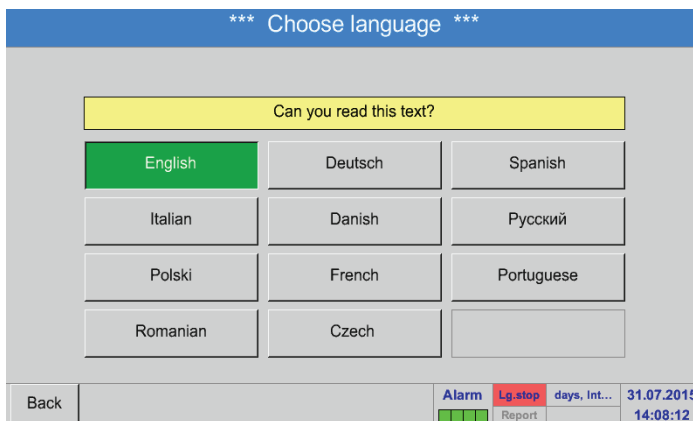 *** Choose language ***
Can you read this text?
English Deutsch Spanish
Italian Danish Русский
Polski French Portuguese
Romanian Czech
Back Alarm Lg.stop days, Int... 31.07.2015
Report 14:08:12